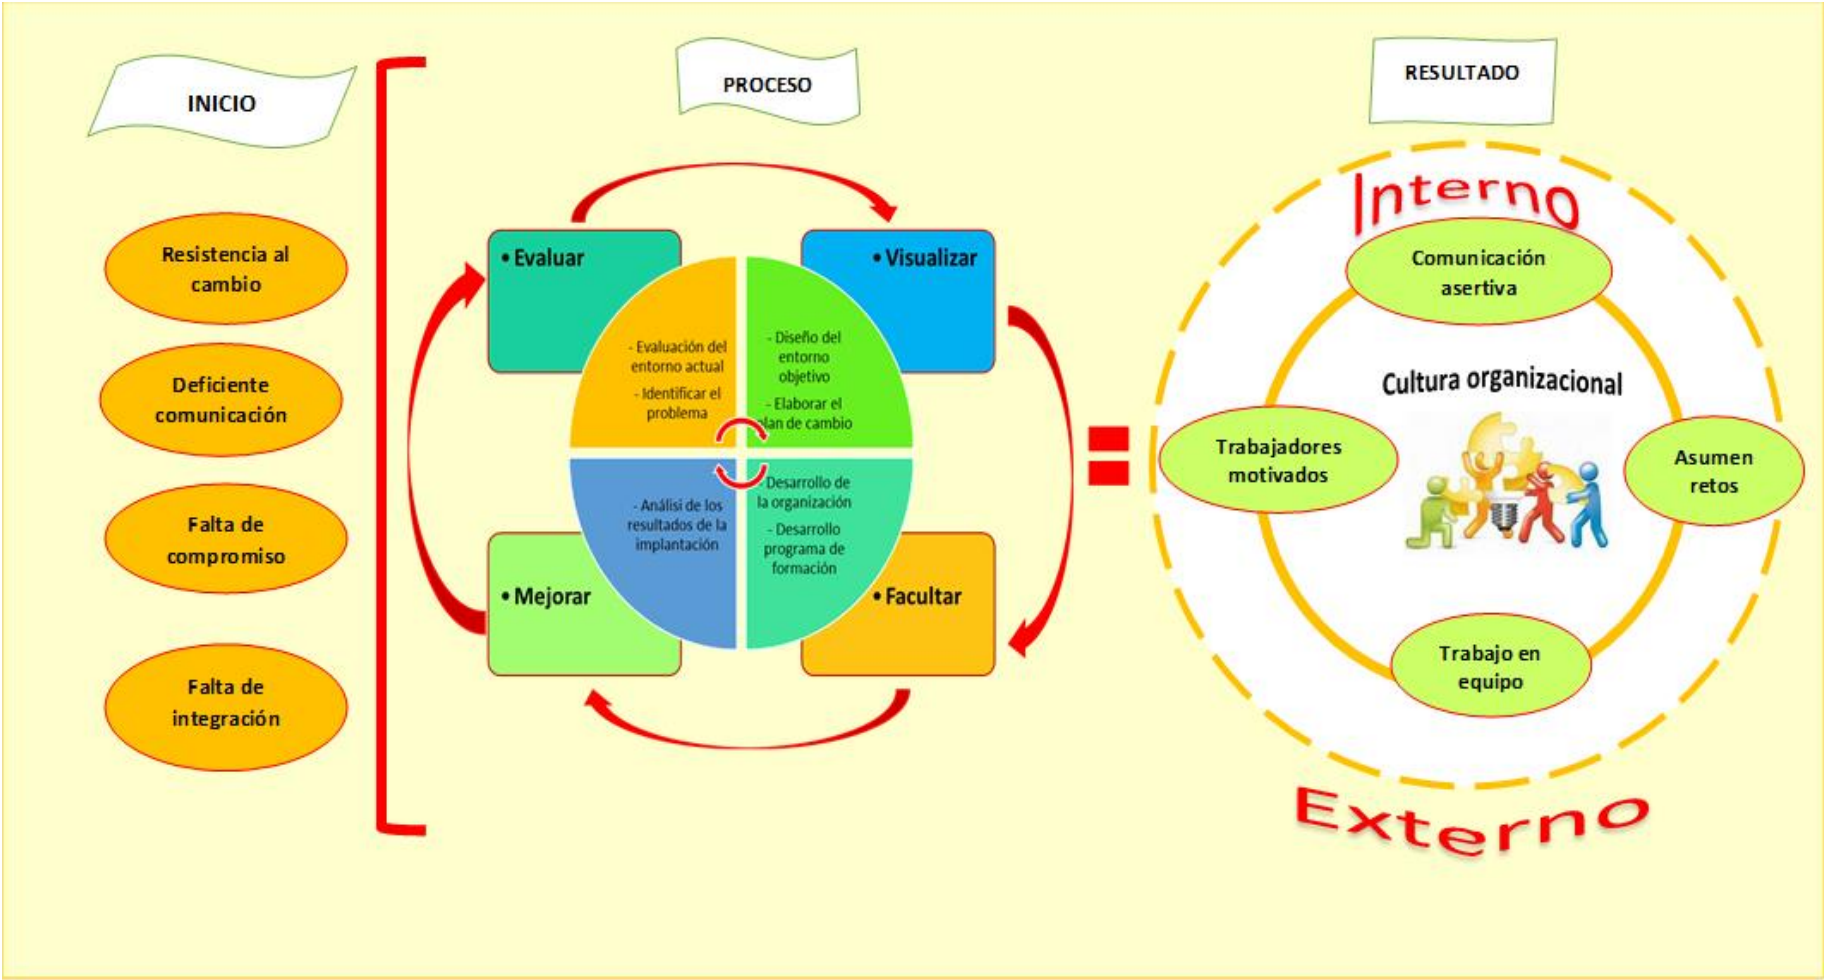 INICIO
Resistencia al
cambio
Deficiente
comunicación
Falta de
compromiso
Falta de
integración
PROCESO
• Evaluar
- Evaluación del
entorno actual
- Identificar el
problema
• Visualizar
- Diseño del
entorno
objetivo
- Elaborar el
plan de cambio
• Facultar
- Desarrollo de
la organización
- Desarrollo
programa de
formación
• Mejorar
- Análisi de los
resultados de la
implantación
=
RESULTADO
Interno
Comunicación
asertiva
Cultura organizacional
Trabajadores
motivados
Asumen
retos
Trabajo en
equipo
Externo